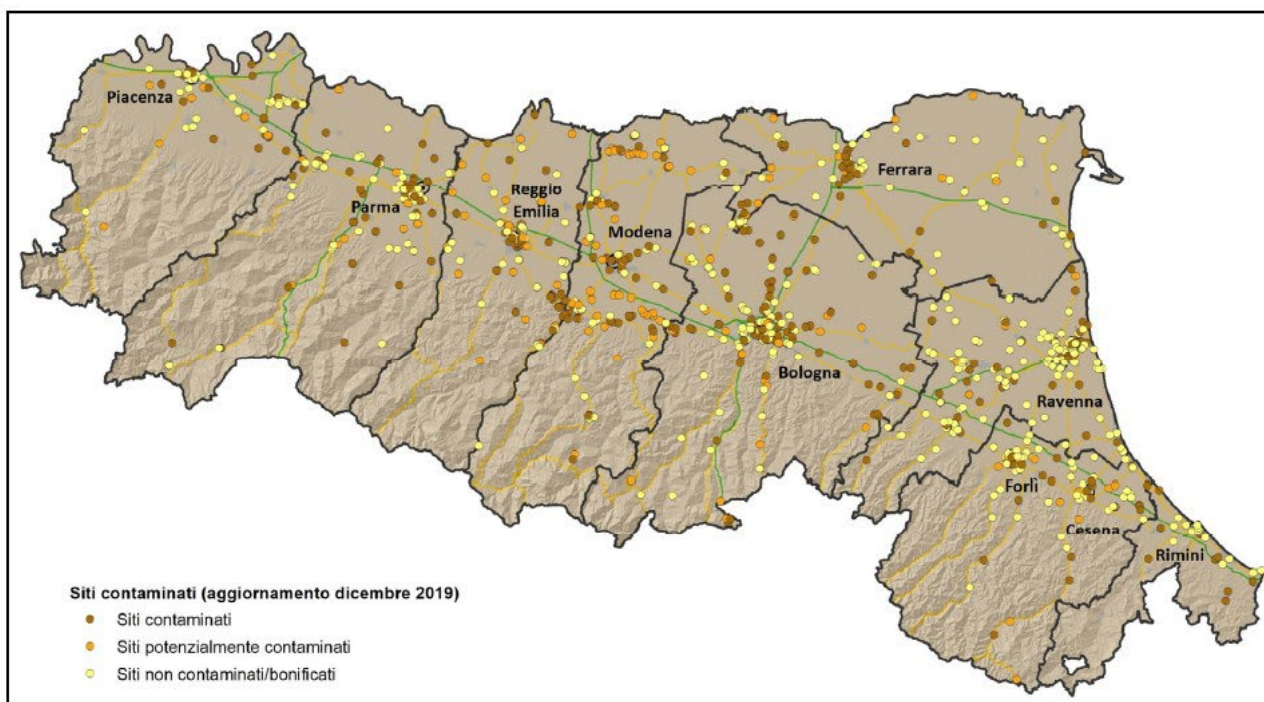 Piacenza
Parma
Reggio
Emilia
Modena
Ferrara
Bologna
Ravenna
Forlì
Cesena
Rimini
Siti contaminati (aggiornamento dicembre 2019)
Siti contaminati
Siti potenzialmente contaminati
Siti non contaminati/bonificati